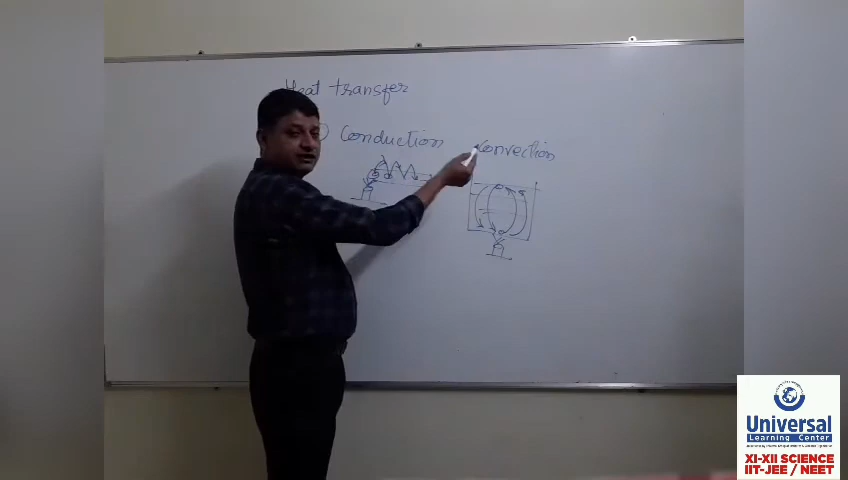 Heat transfer
Conduction
Convection
Universal
Learning Center
XI-XII SCIENCE
IIT-JEE / NEET